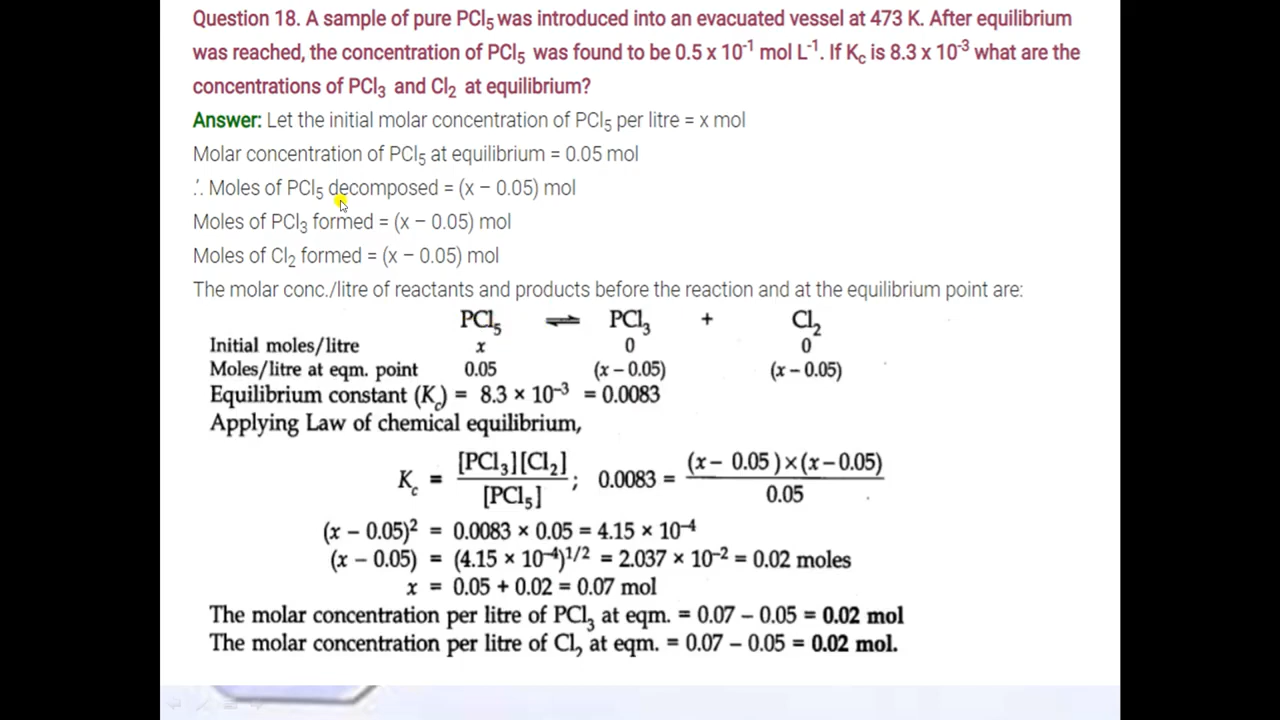 Question 18. A sample of pure PCl₅ was introduced into an evacuated vessel at 473 K. After equilibrium
was reached, the concentration of PCl₅ was found to be 0.5 x 10⁻¹ mol L⁻¹. If K꜀ is 8.3 x 10⁻³ what are the
concentrations of PCl₃ and Cl₂ at equilibrium?
Answer: Let the initial molar concentration of PCl₅ per litre = x mol
Molar concentration of PCl₅ at equilibrium = 0.05 mol
∴ Moles of PCl₅ decomposed = (x – 0.05) mol
Moles of PCl₃ formed = (x – 0.05) mol
Moles of Cl₂ formed = (x – 0.05) mol
The molar conc./litre of reactants and products before the reaction and at the equilibrium point are:
PCl₅ ⇌ PCl₃ + Cl₂
Initial moles/litre x 0 0
Moles/litre at eqm. point 0.05 (x – 0.05) (x – 0.05)
Equilibrium constant (K꜀) = 8.3 × 10⁻³ = 0.0083
Applying Law of chemical equilibrium,
K꜀ = [PCl₃][Cl₂] / [PCl₅] ; 0.0083 = (x – 0.05) × (x – 0.05) / 0.05
(x – 0.05)² = 0.0083 × 0.05 = 4.15 × 10⁻⁴
(x – 0.05) = (4.15 × 10⁻⁴)¹/² = 2.037 × 10⁻² = 0.02 moles
x = 0.05 + 0.02 = 0.07 mol
The molar concentration per litre of PCl₃ at eqm. = 0.07 – 0.05 = 0.02 mol
The molar concentration per litre of Cl₂ at eqm. = 0.07 – 0.05 = 0.02 mol.